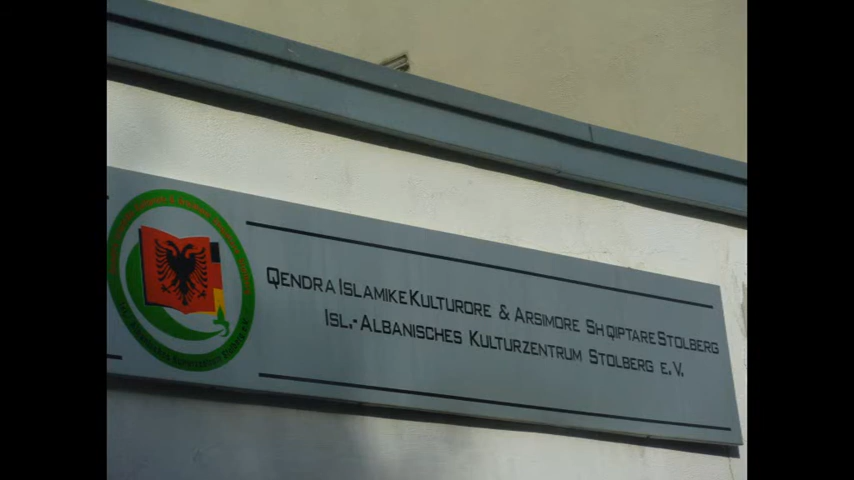 QENDRA ISLAMIKE KULTURORE & ARSIMORE SHQIPTARE STOLBERG
ISL.-ALBANISCHES KULTURZENTRUM STOLBERG E.V.